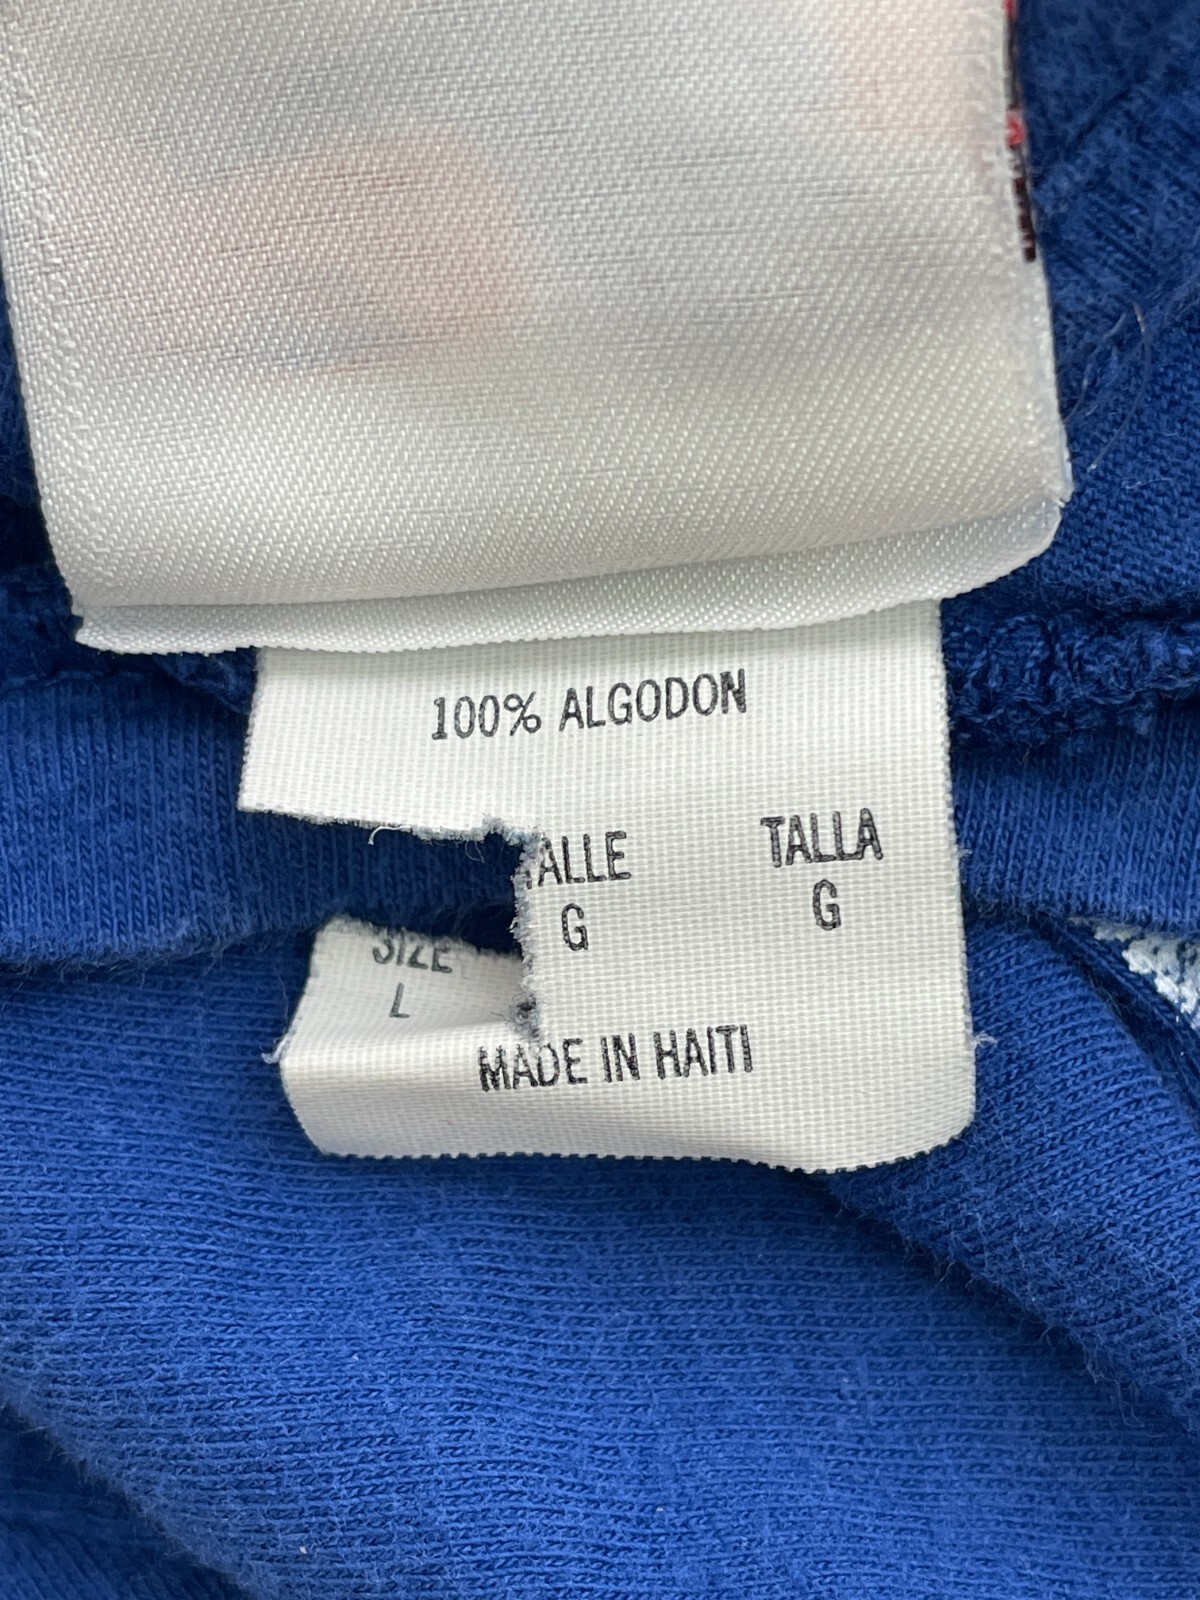 100% ALGODON
ALLE TALLA
G G
SIZE
L
MADE IN HAITI